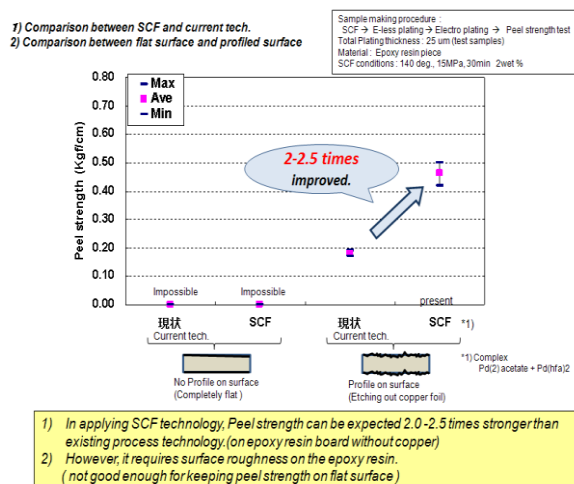 1) Comparison between SCF and current tech.
2) Comparison between flat surface and profiled surface
Sample making procedure :
SCF → E-less plating → Electro plating → Peel strength test
Total Plating thickness : 25 um (test samples)
Material : Epoxy resin piece
SCF conditions : 140 deg., 15MPa, 30min 2wet %
Peel strength (Kgf/cm)
0.80
0.70
0.60
0.50
0.40
0.30
0.20
0.10
0.00
Max
Ave
Min
2-2.5 times
improved.
Impossible
Impossible
present
現状
SCF
現状
SCF
*1)
Current tech.
Current tech.
No Profile on surface
(Completely flat )
Profile on surface
(Etching out copper foil)
*1) Complex
Pd(2) acetate + Pd(hfa)2
1) In applying SCF technology, Peel strength can be expected 2.0 -2.5 times stronger than
existing process technology.(on epoxy resin board without copper)
2) However, it requires surface roughness on the epoxy resin.
( not good enough for keeping peel strength on flat surface )